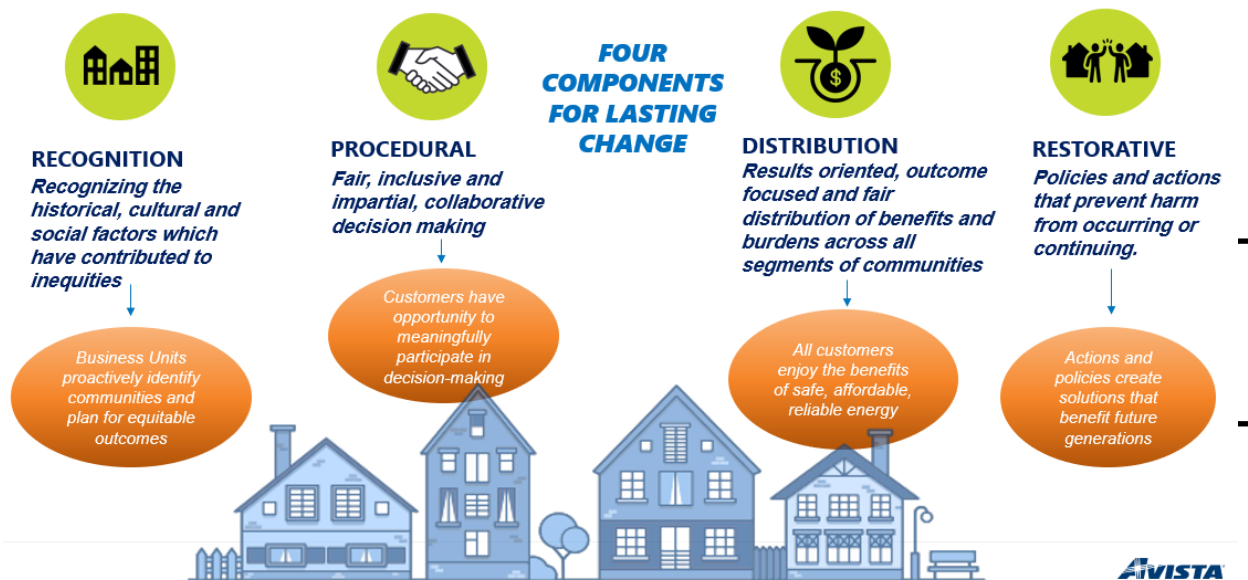 FOUR
COMPONENTS
FOR LASTING
CHANGE
RECOGNITION
Recognizing the
historical, cultural and
social factors which
have contributed to
inequities
Business Units
proactively identify
communities and
plan for equitable
outcomes
PROCEDURAL
Fair, inclusive and
impartial, collaborative
decision making
Customers have
opportunity to
meaningfully
participate in
decision-making
DISTRIBUTION
Results oriented, outcome
focused and fair
distribution of benefits and
burdens across all
segments of communities
All customers
enjoy the benefits
of safe, affordable,
reliable energy
RESTORATIVE
Policies and actions
that prevent harm
from occurring or
continuing.
Actions and
policies create
solutions that
benefit future
generations
$
AVISTA